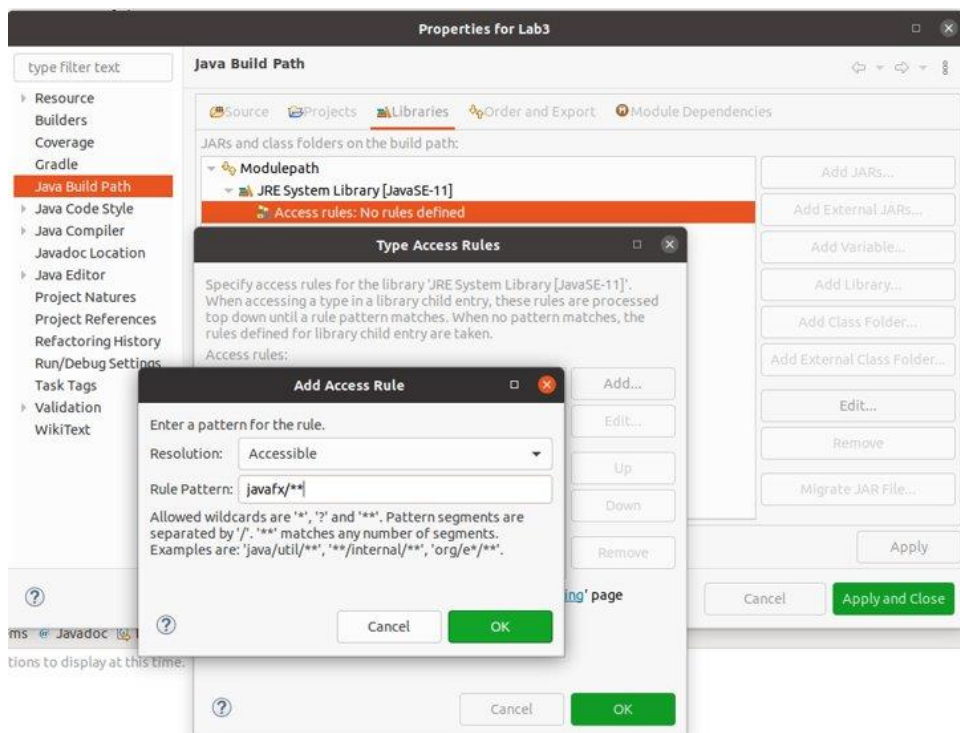 Properties for Lab3
type filter text
Java Build Path
Resource
Builders
Coverage
Gradle
Java Build Path
Java Code Style
Java Compiler
Javadoc Location
Java Editor
Project Natures
Project References
Refactoring History
Run/Debug Settings
Task Tags
Validation
WikiText
Source Projects Libraries Order and Export Module Dependencies
JARs and class folders on the build path:
Modulepath
JRE System Library [JavaSE-11]
Access rules: No rules defined
Add JARs...
Add External JARs...
Add Variable...
Add Library...
Add Class Folder...
Add External Class Folder...
Edit...
Remove
Migrate JAR File...
Apply
Cancel Apply and Close
Type Access Rules
Specify access rules for the library 'JRE System Library [JavaSE-11]'.
When accessing a type in a library child entry, these rules are processed
top down until a rule pattern matches. When no pattern matches, the
rules defined for library child entry are taken.
Access rules:
Add...
Edit...
Up
Down
Remove
ing' page
Cancel OK
Add Access Rule
Enter a pattern for the rule.
Resolution: Accessible
Rule Pattern: javafx/**
Allowed wildcards are '*', '?' and '**'. Pattern segments are
separated by '/'. '**' matches any number of segments.
Examples are: 'java/util/**', '**/internal/**', 'org/e*/**'.
Cancel OK
ms @ Javadoc
tions to display at this time.